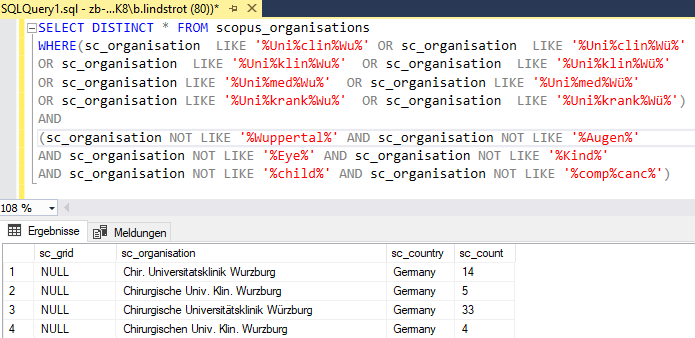 SQLQuery1.sql - zb-...K8\b.lindstrot (80))*
SELECT DISTINCT * FROM scopus_organisations
WHERE(sc_organisation  LIKE '%Uni%clin%Wu%' OR sc_organisation  LIKE '%Uni%clin%Wü%'
OR sc_organisation  LIKE '%Uni%klin%Wu%'  OR sc_organisation  LIKE '%Uni%klin%Wü%'
OR sc_organisation  LIKE '%Uni%med%Wu%'  OR sc_organisation LIKE '%Uni%med%Wü%'
OR sc_organisation  LIKE '%Uni%krank%Wu%'  OR sc_organisation  LIKE '%Uni%krank%Wü%')
AND
(sc_organisation NOT LIKE '%Wuppertal%' AND sc_organisation NOT LIKE '%Augen%'
AND sc_organisation NOT LIKE '%Eye%' AND sc_organisation NOT LIKE '%Kind%'
AND sc_organisation NOT LIKE '%child%' AND sc_organisation NOT LIKE '%comp%canc%')
108 %
Ergebnisse Meldungen
sc_grid sc_organisation sc_country sc_count
1 NULL Chir. Universitatsklinik Wurzburg Germany 14
2 NULL Chirurgische Univ. Klin. Wurzburg Germany 5
3 NULL Chirurgische Universitätsklinik Würzburg Germany 33
4 NULL Chirurgischen Univ. Klin. Wurzburg Germany 4